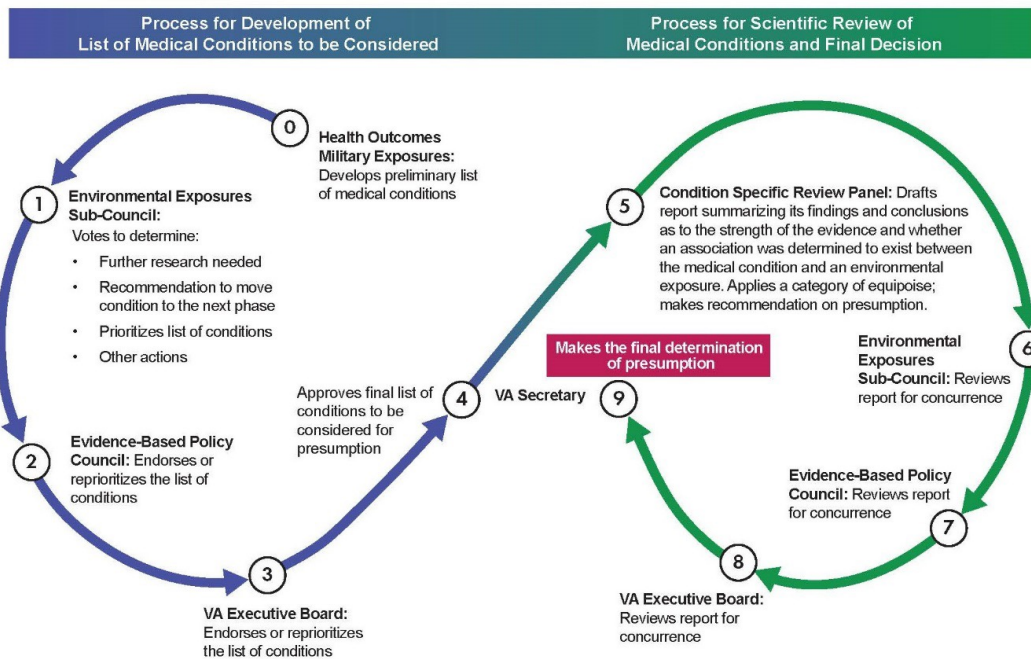 Process for Development of
List of Medical Conditions to be Considered
Process for Scientific Review of
Medical Conditions and Final Decision
0
Health Outcomes
Military Exposures:
Develops preliminary list
of medical conditions
1
Environmental Exposures
Sub-Council:
Votes to determine:
• Further research needed
• Recommendation to move
condition to the next phase
• Prioritizes list of conditions
• Other actions
2
Evidence-Based Policy
Council: Endorses or
reprioritizes the list of
conditions
3
VA Executive Board:
Endorses or reprioritizes
the list of conditions
Approves final list of
conditions to be
considered for
presumption
4
VA Secretary
5
Condition Specific Review Panel: Drafts
report summarizing its findings and conclusions
as to the strength of the evidence and whether
an association was determined to exist between
the medical condition and an environmental
exposure. Applies a category of equipoise;
makes recommendation on presumption.
6
Environmental
Exposures
Sub-Council: Reviews
report for concurrence
7
Evidence-Based Policy
Council: Reviews report
for concurrence
8
VA Executive Board:
Reviews report for
concurrence
9
Makes the final determination
of presumption